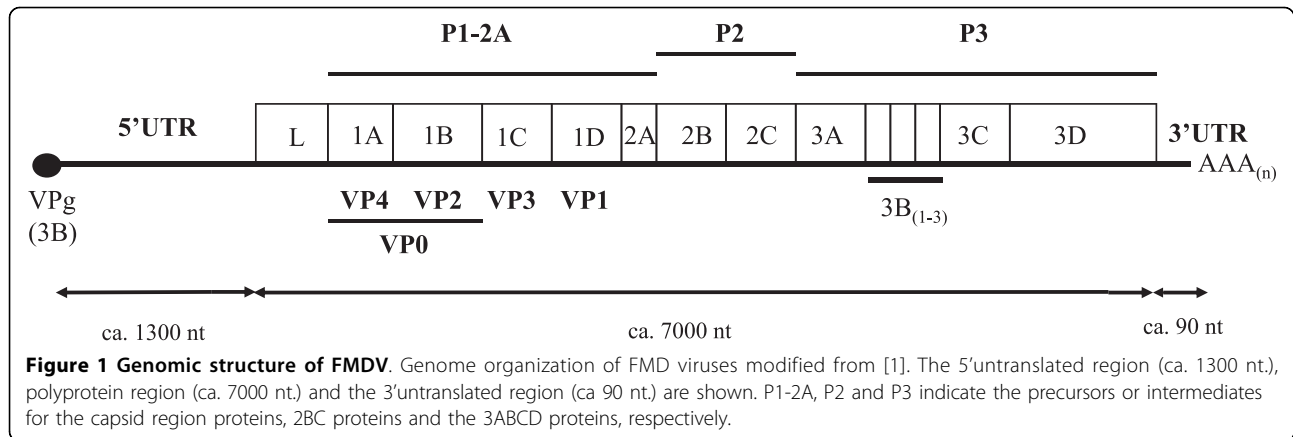 P1-2A P2 P3
5'UTR L 1A 1B 1C 1D 2A 2B 2C 3A 3C 3D 3'UTR
AAA(n)
VPg VP4 VP2 VP3 VP1 3B(1-3)
(3B) VP0
ca. 1300 nt ca. 7000 nt ca. 90 nt
Figure 1 Genomic structure of FMDV. Genome organization of FMD viruses modified from [1]. The 5'untranslated region (ca. 1300 nt.),
polyprotein region (ca. 7000 nt.) and the 3'untranslated region (ca 90 nt.) are shown. P1-2A, P2 and P3 indicate the precursors or intermediates
for the capsid region proteins, 2BC proteins and the 3ABCD proteins, respectively.